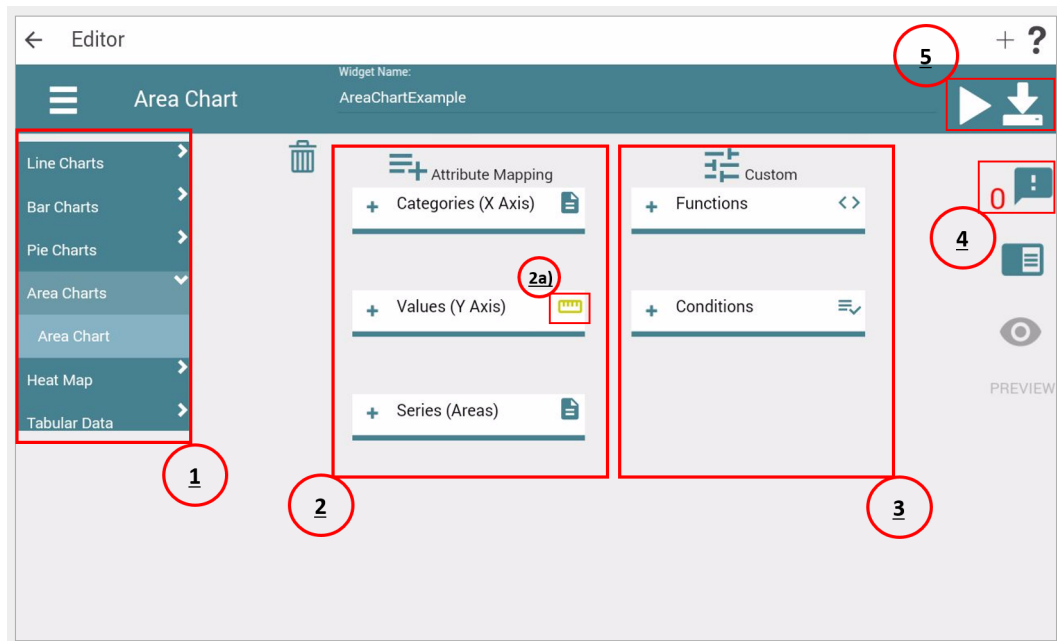 Editor
+ ?
5
Widget Name:
Area Chart
AreaChartExample
Line Charts
Bar Charts
Pie Charts
Area Charts
Area Chart
Heat Map
Tabular Data
1
Attribute Mapping
+ Categories (X Axis)
2a)
+ Values (Y Axis)
+ Series (Areas)
2
Custom
+ Functions
+ Conditions
3
0
4
PREVIEW